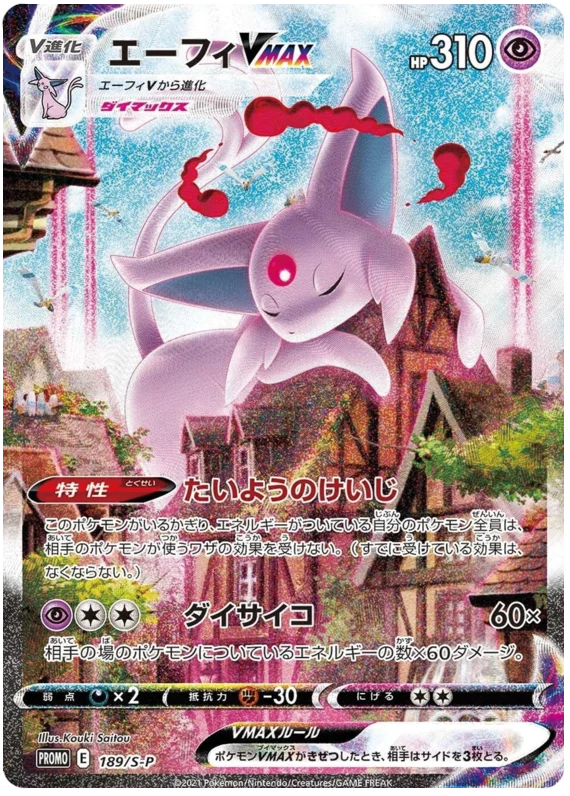 V進化
エーフィVMAX
HP310
エーフィVから進化
ダイマックス
特性 とくせい たいようのけいじ
このポケモンがいるかぎり、エネルギーがついている自分のポケモン全員は、
相手のポケモンが使うワザの効果を受けない。(すでに受けている効果は、
なくならない。)
ダイサイコ 60×
相手の場のポケモンについているエネルギーの数×60ダメージ。
弱点 ×2 抵抗力 -30 にげる
Illus.Kouki Saitou
VMAXルール
PROMO E 189/S-P
ポケモンVMAXがきぜつしたとき、相手はサイドを3枚とる。
©2021 Pokémon/Nintendo/Creatures/GAME FREAK